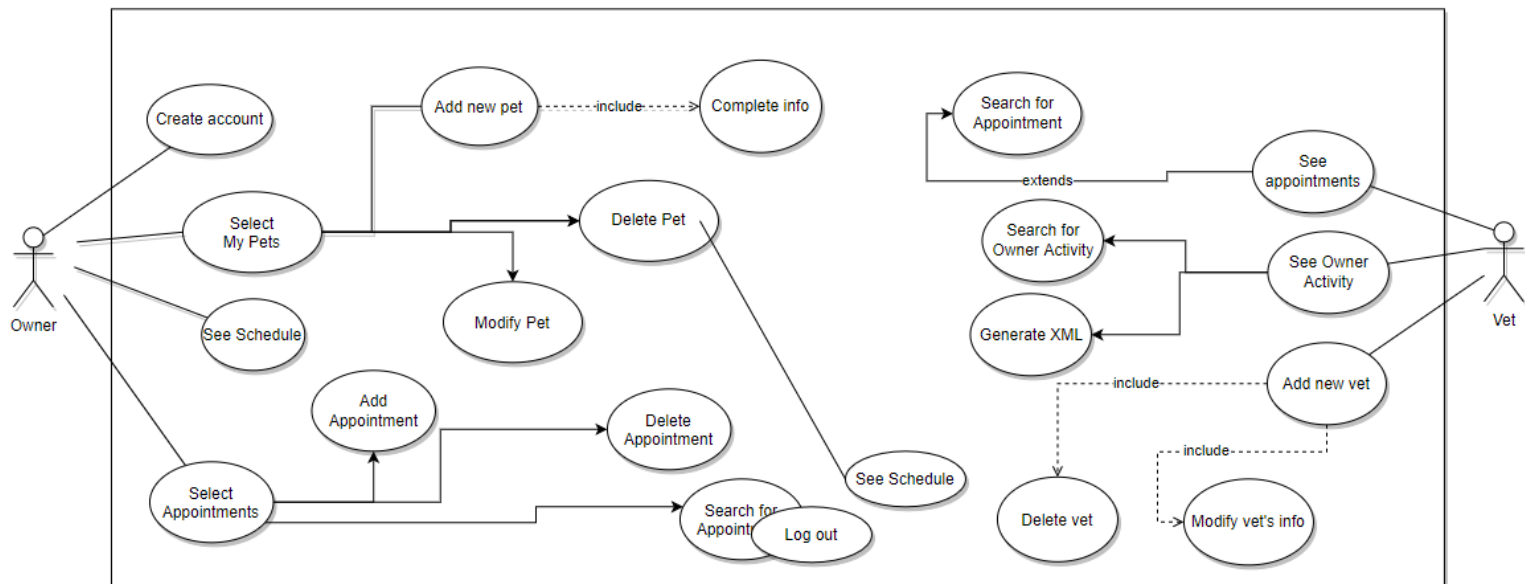 Create account
Add new pet
include
Complete info
Search for
Appointment
extends
See
appointments
Select
My Pets
Delete Pet
Search for
Owner Activity
See Owner
Activity
Owner
See Schedule
Modify Pet
Generate XML
Vet
Add
Appointment
Delete
Appointment
include
Add new vet
include
Select
Appointments
Search for
See Schedule
Log out
Delete vet
Modify vet's info